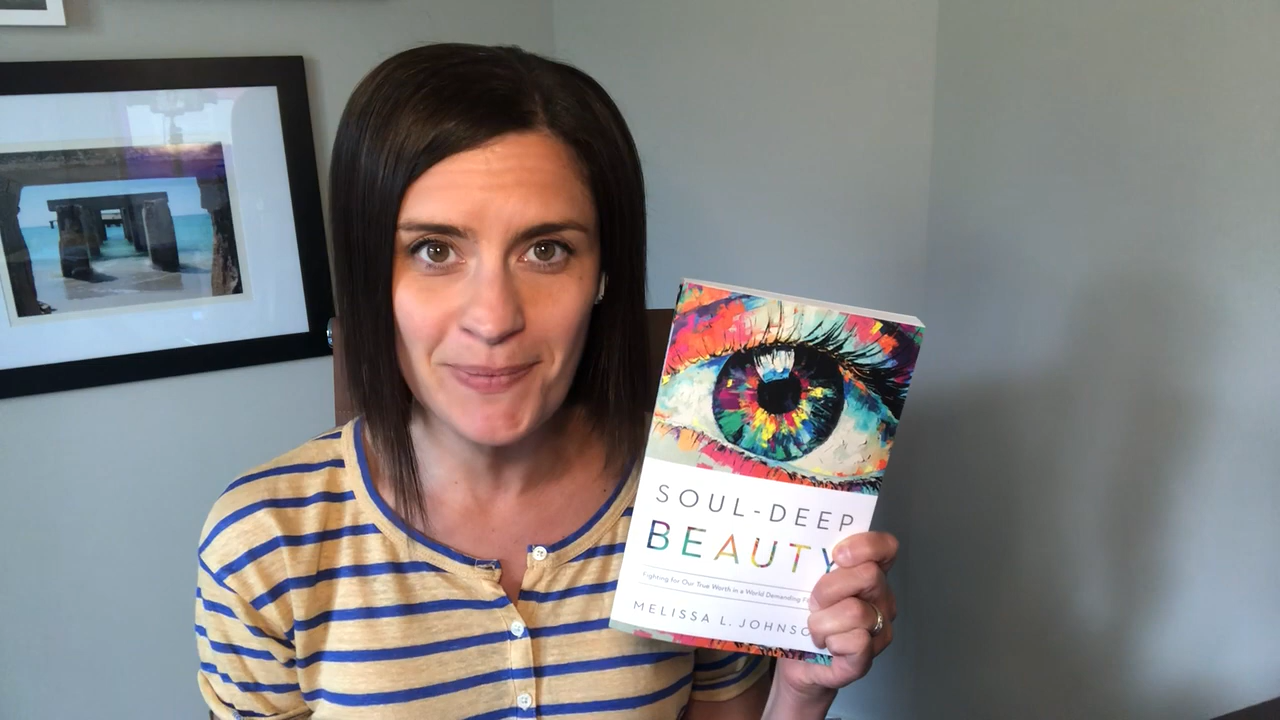 SOUL-DEEP
BEAUTY
Fighting for Our True Worth in a World Demanding
MELISSA L. JOHNSO